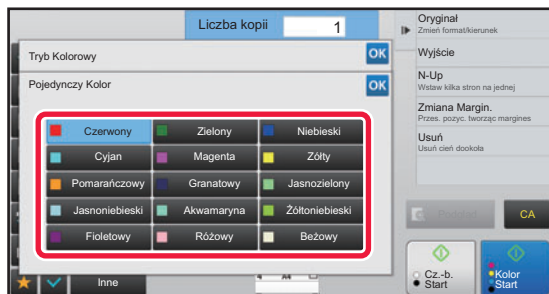 Liczba kopii 1
Tryb Kolorowy OK
Pojedynczy Kolor OK
Czerwony Zielony Niebieski
Cyjan Magenta Żółty
Pomarańczowy Granatowy Jasnozielony
Jasnoniebieski Akwamaryna Żółtoniebieski
Fioletowy Różowy Beżowy
Inne
A4
Oryginał
Zmień format/kierunek
Wyjście
N-Up
Wstaw kilka stron na jednej
Zmiana Margin.
Przes. pozyc. tworząc margines
Usuń
Usuń cień dookoła
CA
Cz.-b.
Start
Kolor
Start